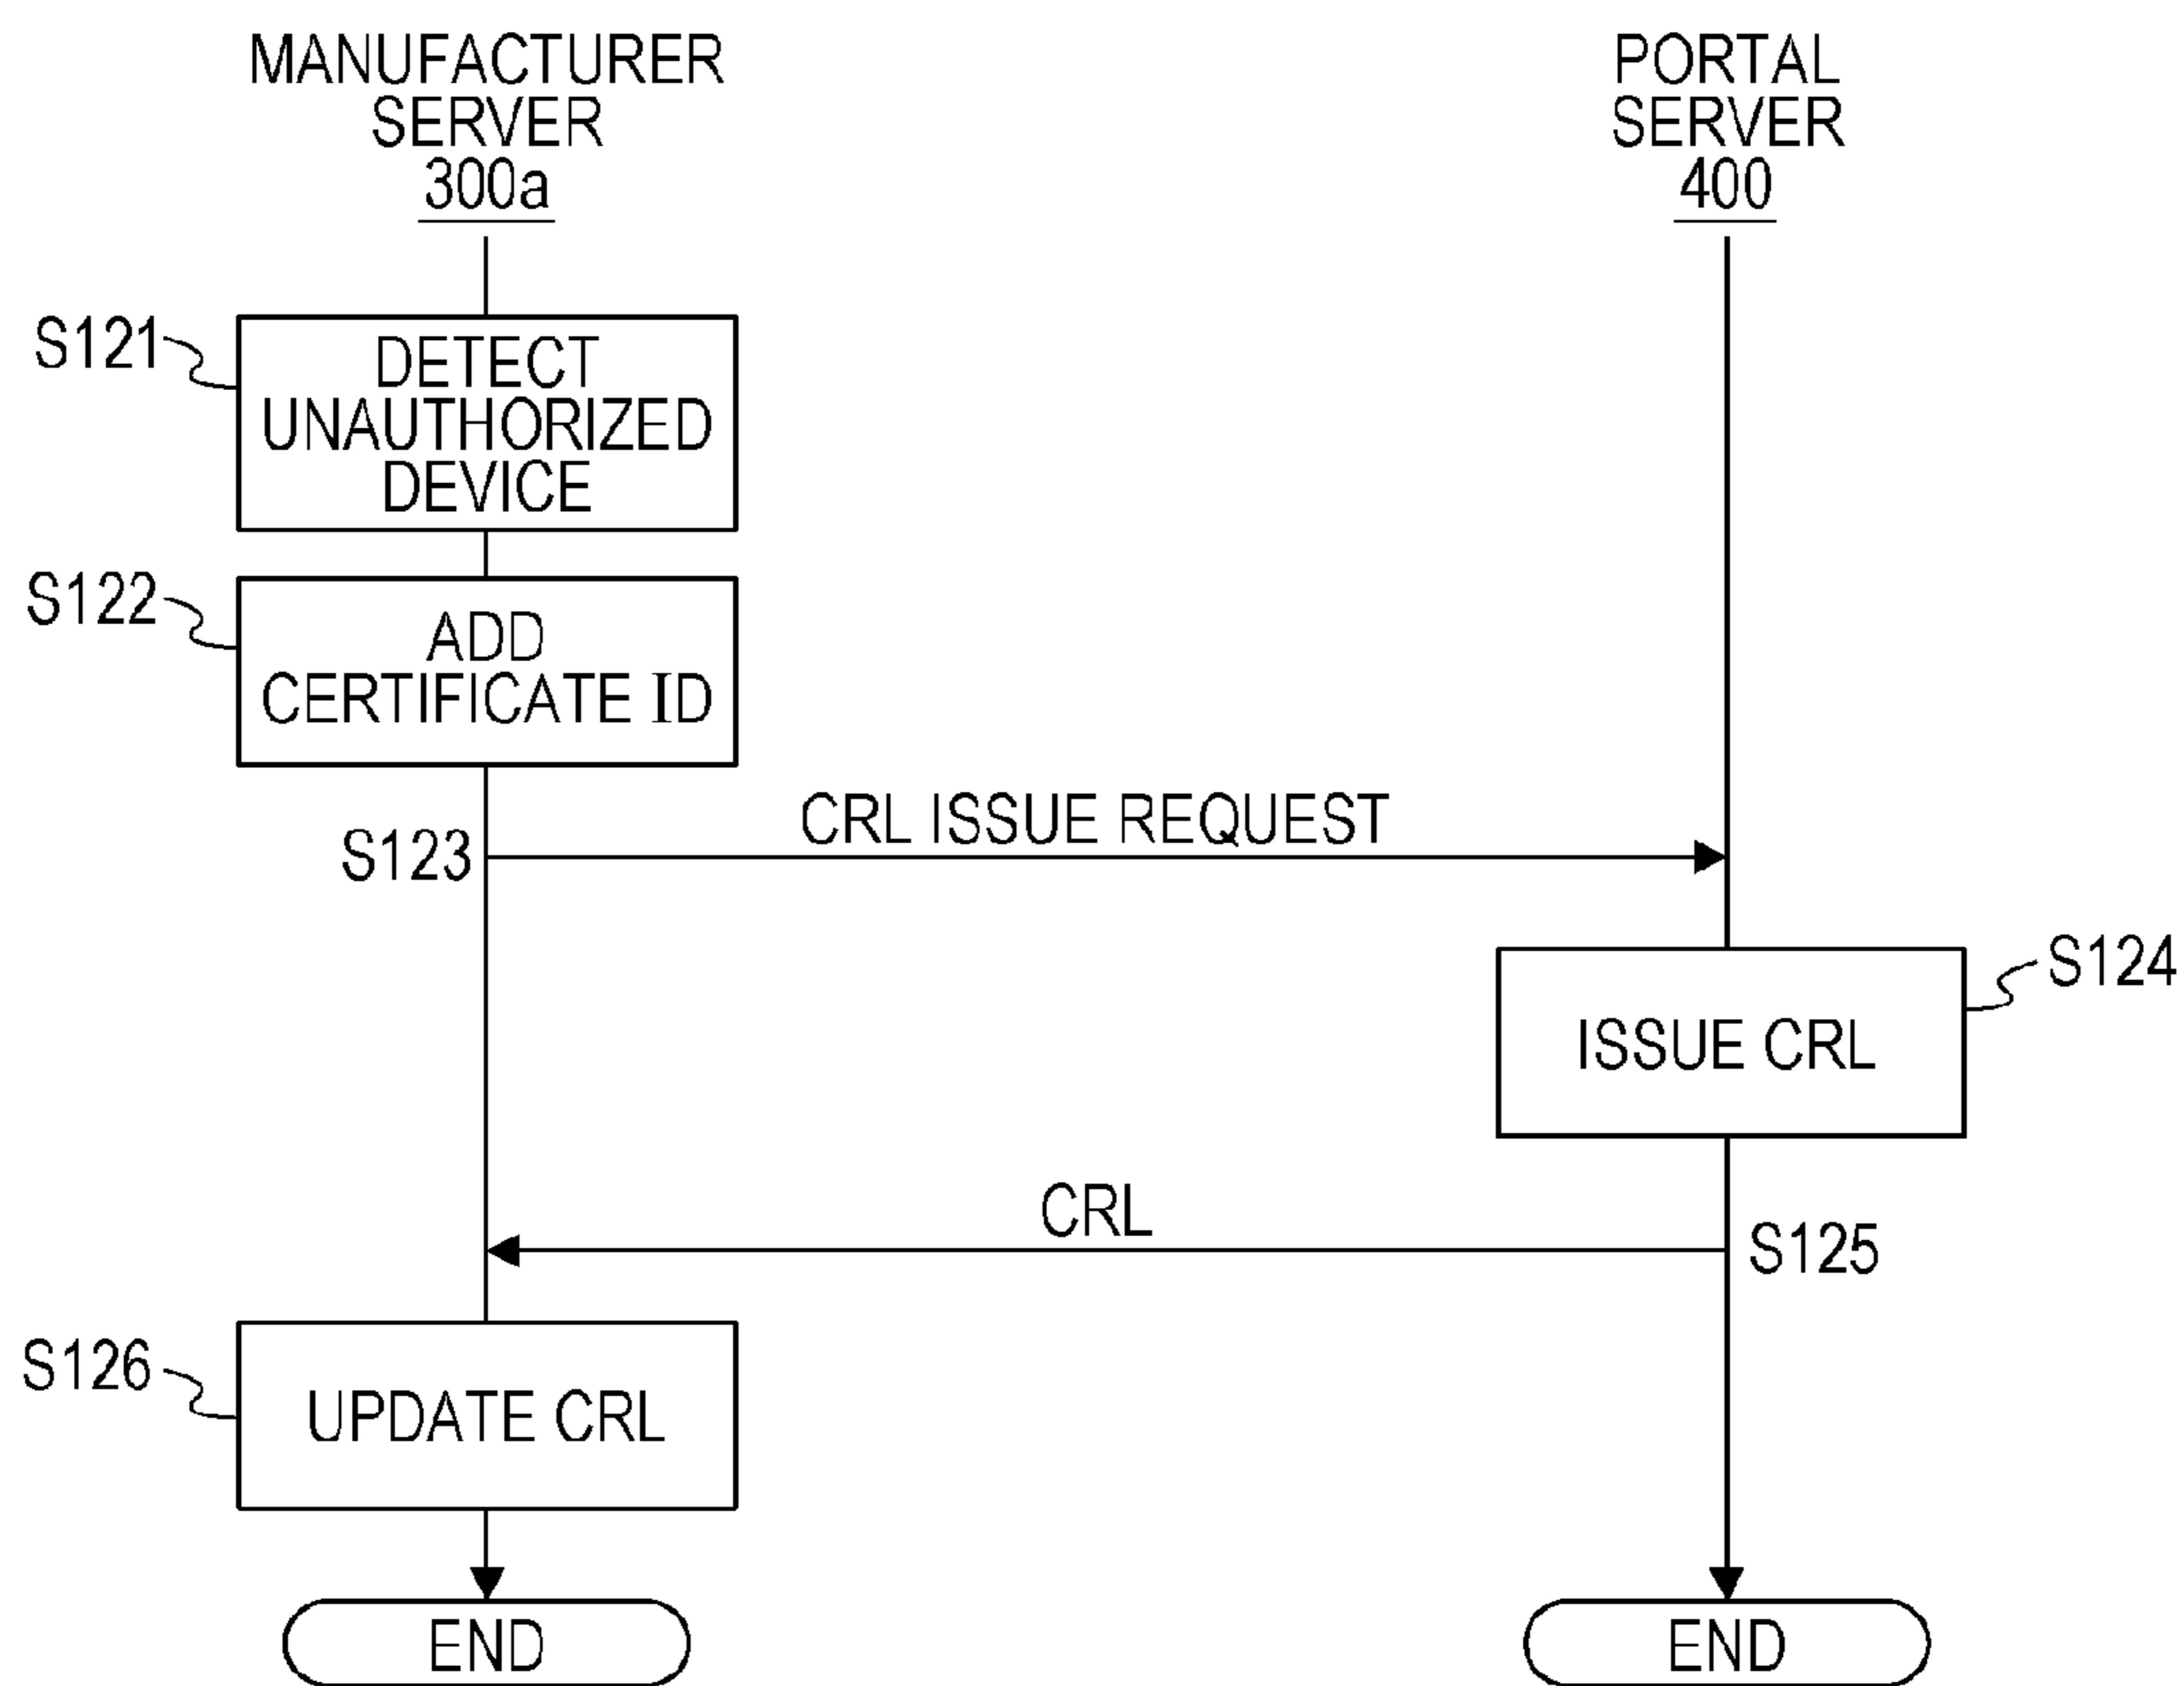 MANUFACTURER
SERVER
300a
PORTAL
SERVER
400
S121
DETECT
UNAUTHORIZED
DEVICE
S122
ADD
CERTIFICATE ID
S123
CRL ISSUE REQUEST
S124
ISSUE CRL
CRL
S125
S126
UPDATE CRL
END
END